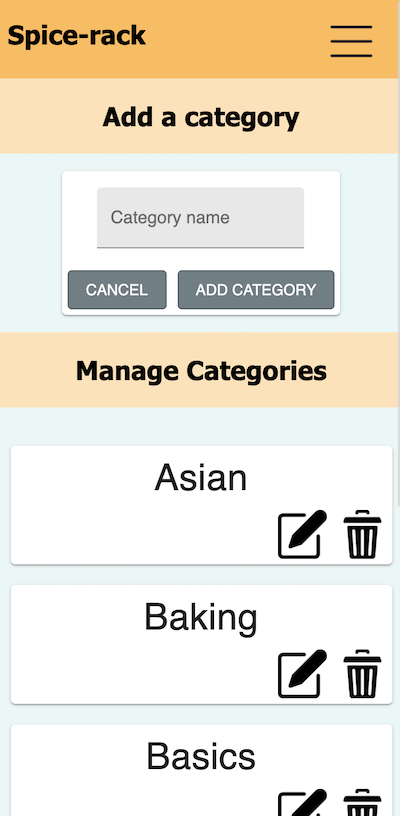 Spice-rack
Add a category
Category name
CANCEL
ADD CATEGORY
Manage Categories
Asian
Baking
Basics